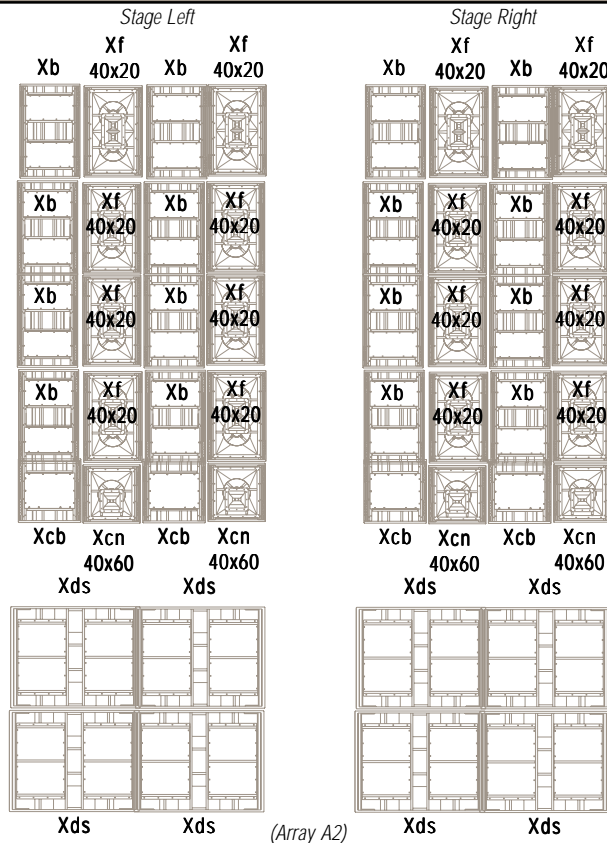 Stage Left Stage Right
Xf Xf Xf Xf
Xb 40x20 Xb 40x20 Xb 40x20 Xb 40x20
Xb Xf Xb Xf Xb Xf Xb Xf
40x20 40x20 40x20 40x20
Xb Xf Xb Xf Xb Xf Xb Xf
40x20 40x20 40x20 40x20
Xb Xf Xb Xf Xb Xf Xb Xf
40x20 40x20 40x20 40x20
Xcb Xcn Xcb Xcn Xcb Xcn Xcb Xcn
40x60 40x60 40x60 40x60
Xds Xds Xds Xds
Xds Xds Xds Xds
(Array A2)